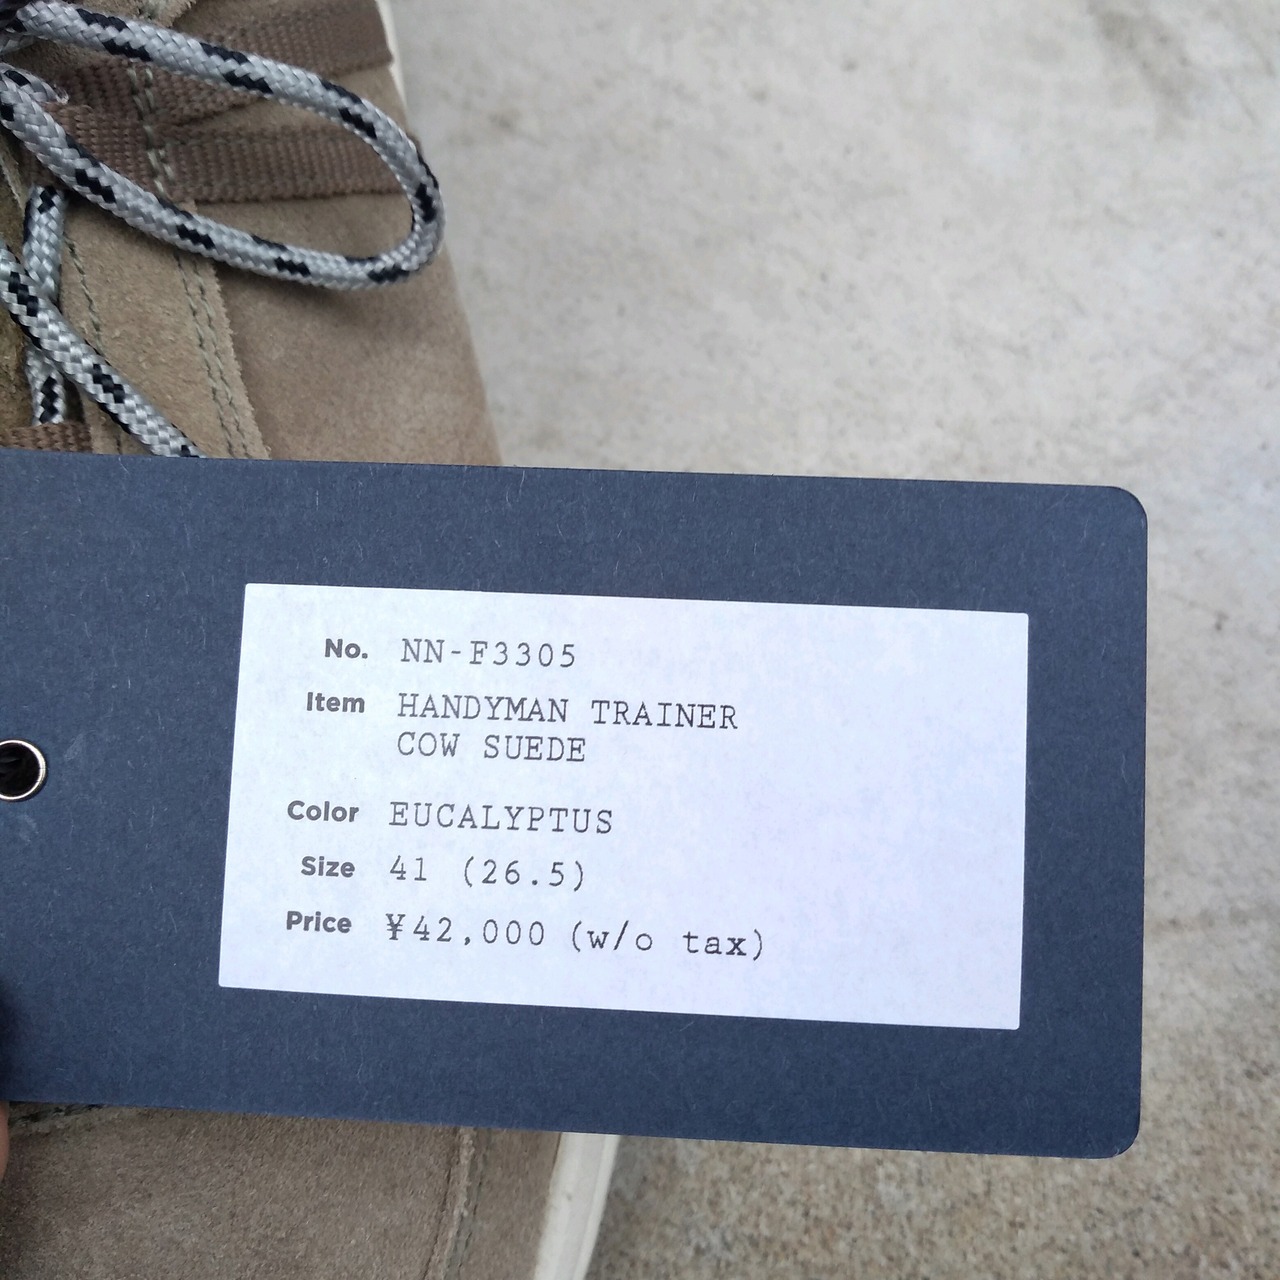 No. NN-F3305
Item HANDYMAN TRAINER
COW SUEDE
Color EUCALYPTUS
Size 41 (26.5)
Price ¥42,000 (w/o tax)